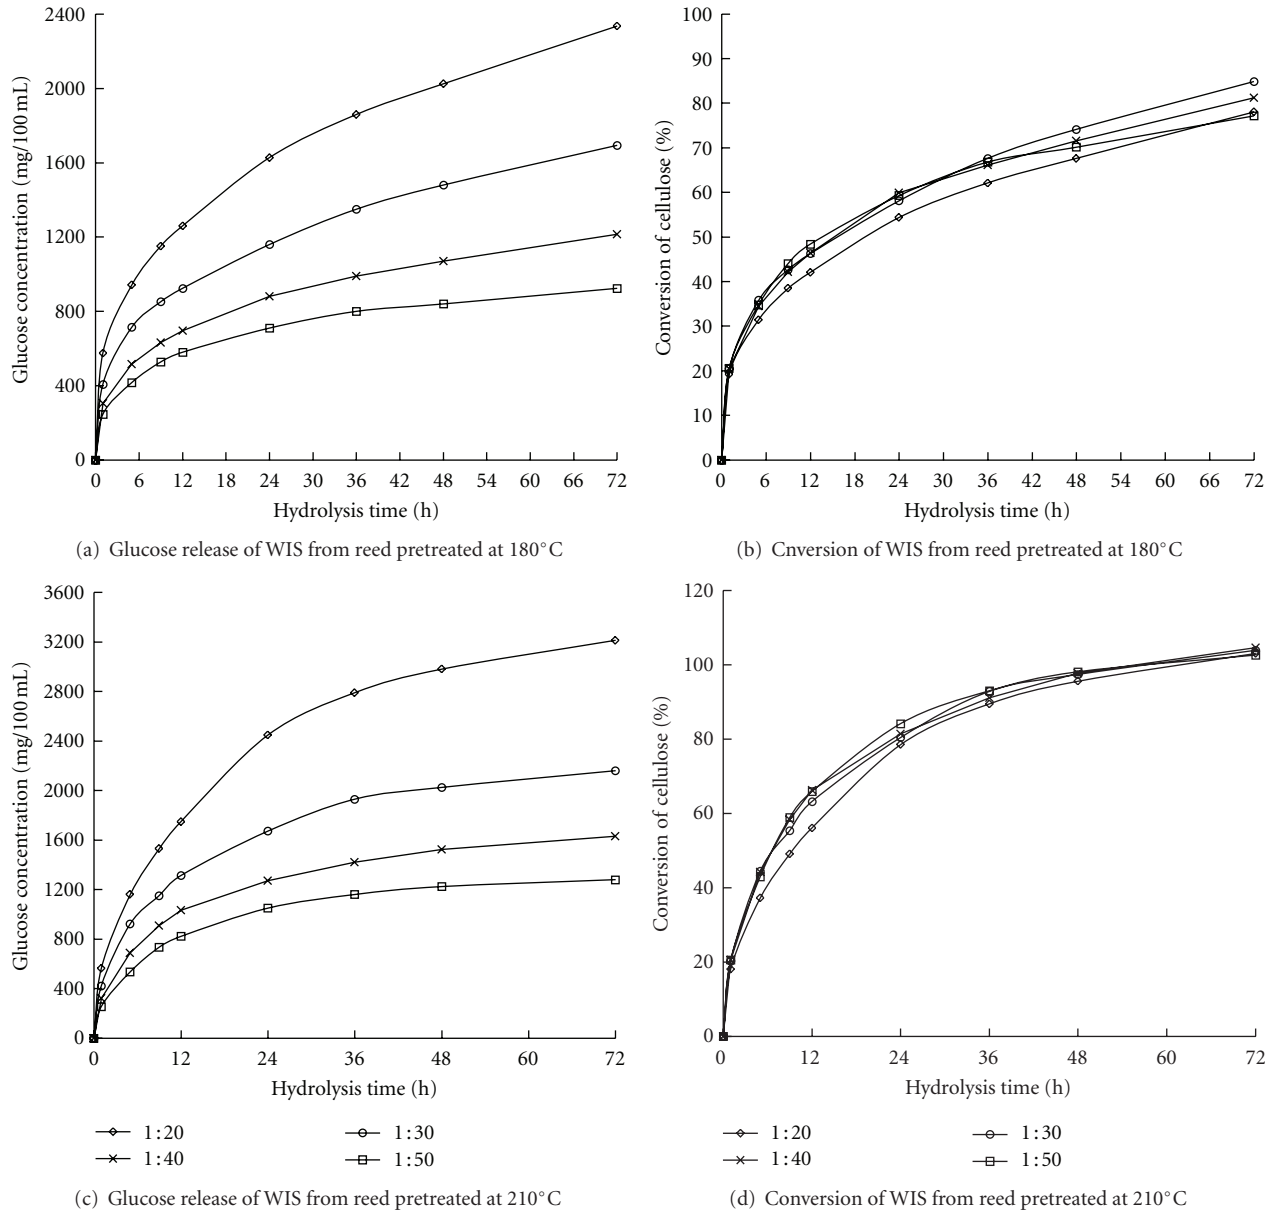 2400
2000
1600
1200
800
400
0
Glucose concentration (mg/100 mL)
0 6 12 18 24 30 36 42 48 54 60 66 72
Hydrolysis time (h)
(a) Glucose release of WIS from reed pretreated at 180°C
100
90
80
70
60
50
40
30
20
10
0
Conversion of cellulose (%)
0 6 12 18 24 30 36 42 48 54 60 66 72
Hydrolysis time (h)
(b) Cnversion of WIS from reed pretreated at 180°C
3600
3200
2800
2400
2000
1600
1200
800
400
0
Glucose concentration (mg/100 mL)
0 12 24 36 48 60 72
Hydrolysis time (h)
1:20 1:30
1:40 1:50
(c) Glucose release of WIS from reed pretreated at 210°C
120
100
80
60
40
20
0
Conversion of cellulose (%)
0 12 24 36 48 60 72
Hydrolysis time (h)
1:20 1:30
1:40 1:50
(d) Conversion of WIS from reed pretreated at 210°C